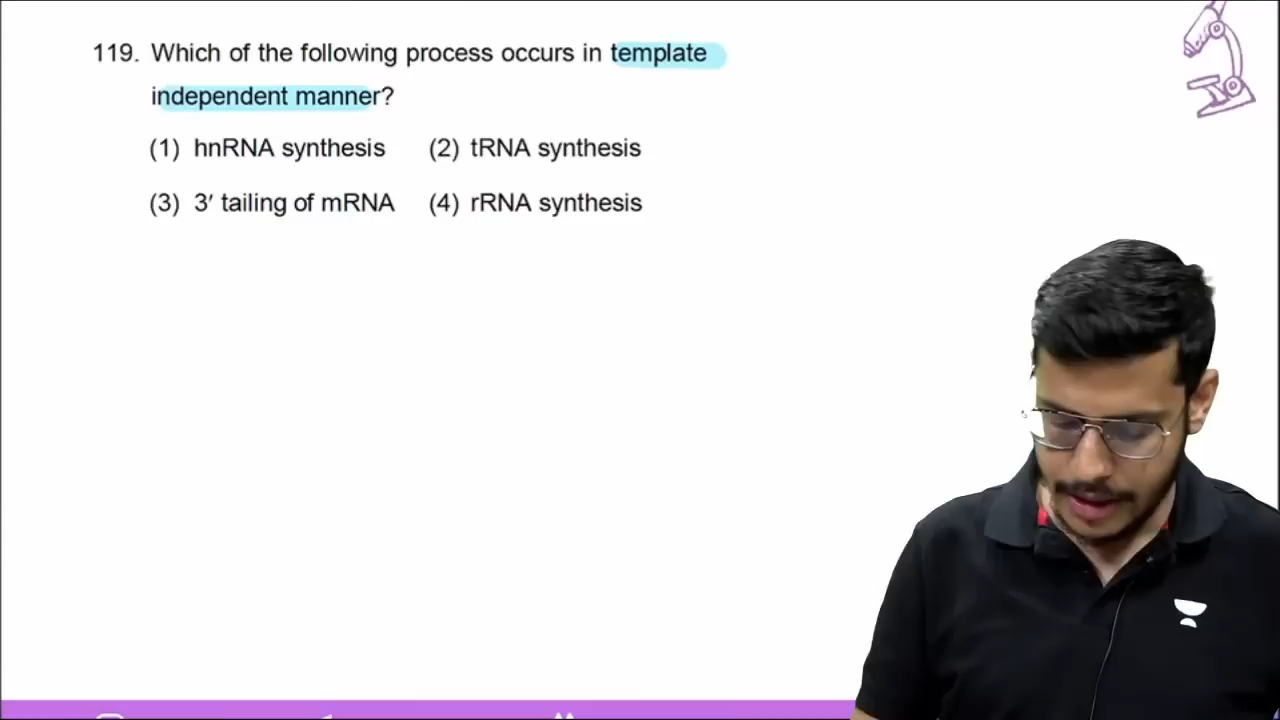 119. Which of the following process occurs in template
independent manner?
(1) hnRNA synthesis (2) tRNA synthesis
(3) 3′ tailing of mRNA (4) rRNA synthesis